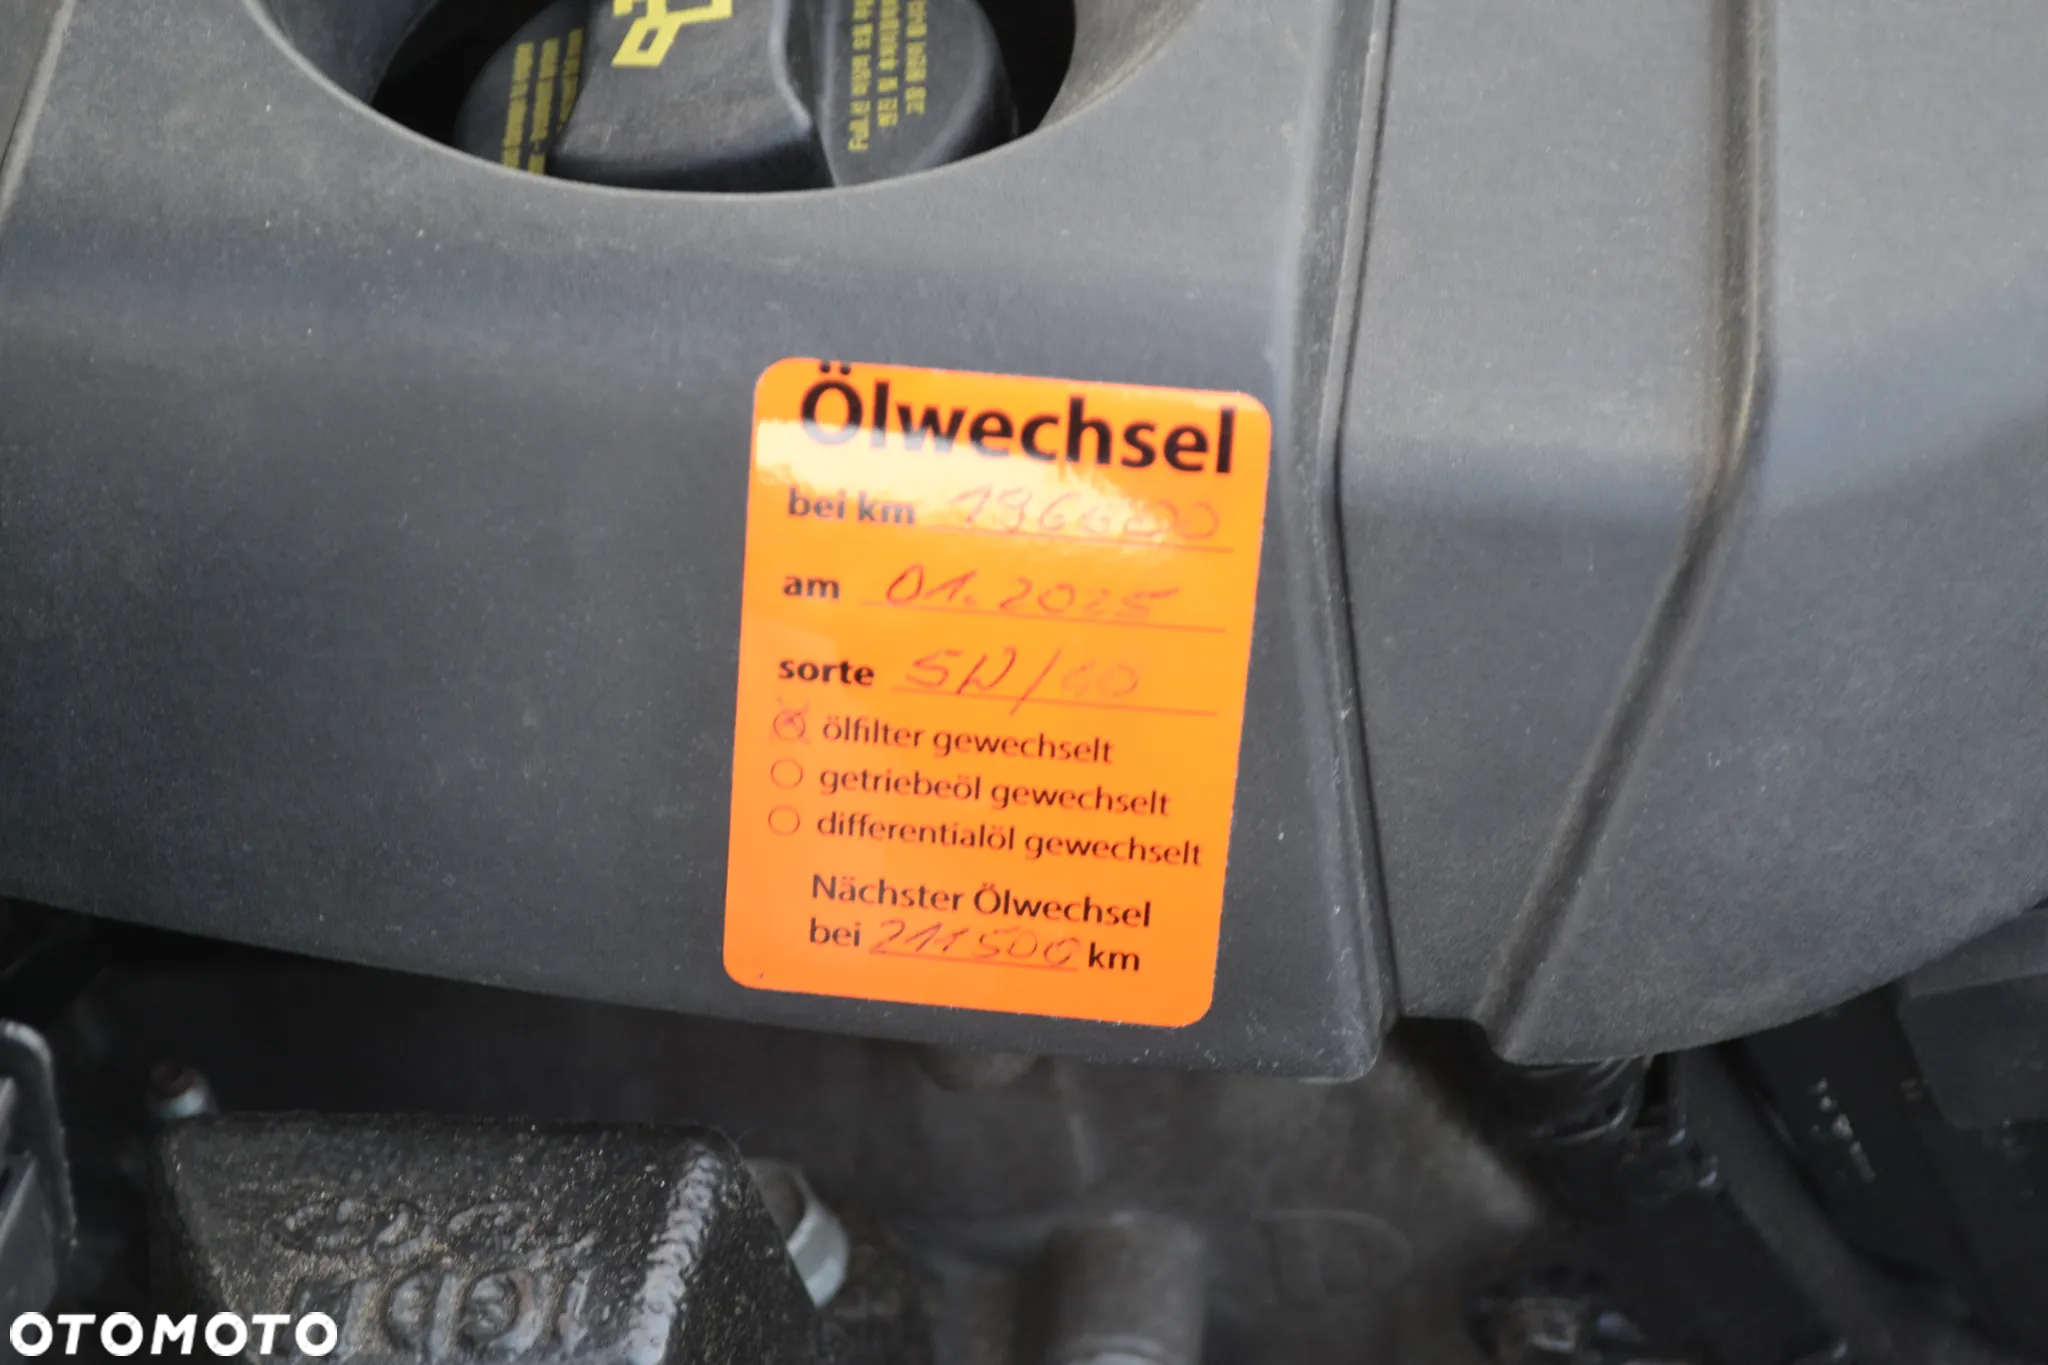 Ölwechsel
bei km
am 01.2025
sorte 5W/40
ölfilter gewechselt
getriebeöl gewechselt
differentialöl gewechselt
Nächster Ölwechsel
bei 211500 km
OTOMOTO